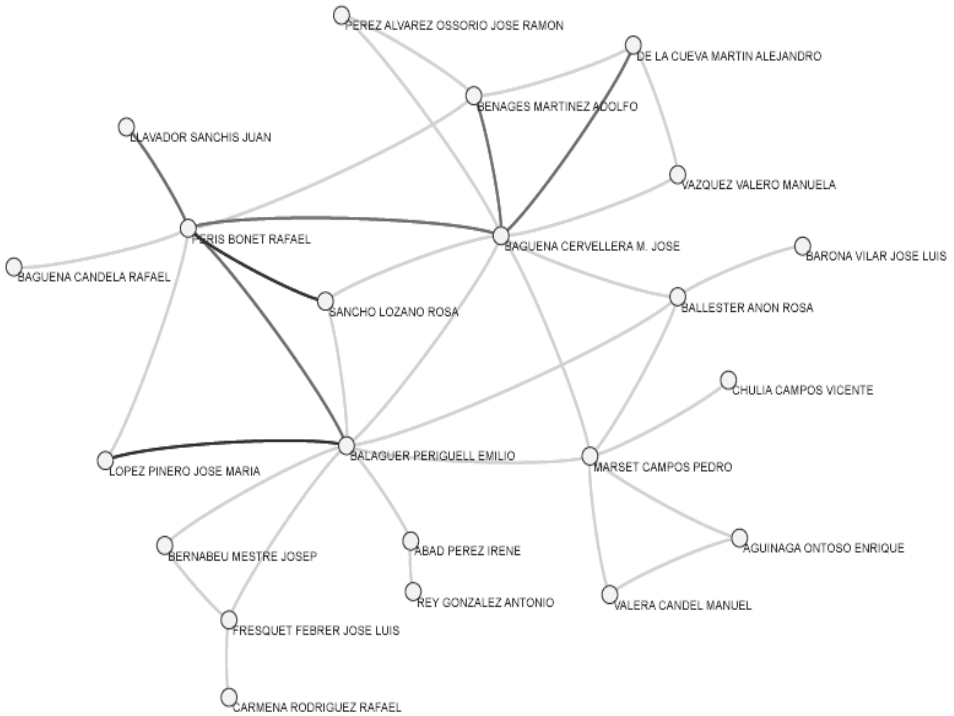 PEREZ ALVAREZ OSSORIO JOSE RAMON
DE LA CUEVA MARTIN ALEJANDRO
BENAGES MARTINEZ ADOLFO
LLAVADOR SANCHIS JUAN
VAZQUEZ VALERO MANUELA
PERIS BONET RAFAEL
BAGUENA CERVELLERA M. JOSE
BARONA VILAR JOSE LUIS
BAGUENA CANDELA RAFAEL
SANCHO LOZANO ROSA
BALLESTER ANON ROSA
CHULIA CAMPOS VICENTE
BALAGUER PERIGUELL EMILIO
LOPEZ PINERO JOSE MARIA
MARSET CAMPOS PEDRO
ABAD PEREZ IRENE
AGUINAGA ONTOSO ENRIQUE
BERNABEU MESTRE JOSEP
REY GONZALEZ ANTONIO
VALERA CANDEL MANUEL
FRESQUET FEBRER JOSE LUIS
CARMENA RODRIGUEZ RAFAEL